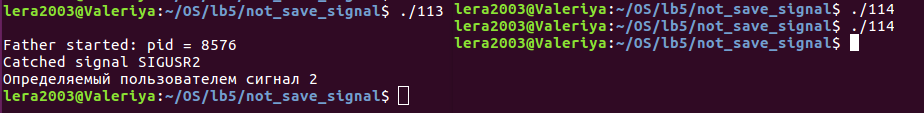 lera2003@Valeriya:~/OS/lb5/not_save_signal$ ./113
Father started: pid = 8576
Catched signal SIGUSR2
Определяемый пользователем сигнал 2
lera2003@Valeriya:~/OS/lb5/not_save_signal$
lera2003@Valeriya:~/OS/lb5/not_save_signal$ ./114
lera2003@Valeriya:~/OS/lb5/not_save_signal$ ./114
lera2003@Valeriya:~/OS/lb5/not_save_signal$